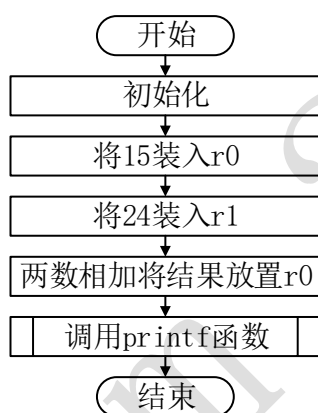 开始
初始化
将15装入r0
将24装入r1
两数相加将结果放置r0
调用printf函数
结束